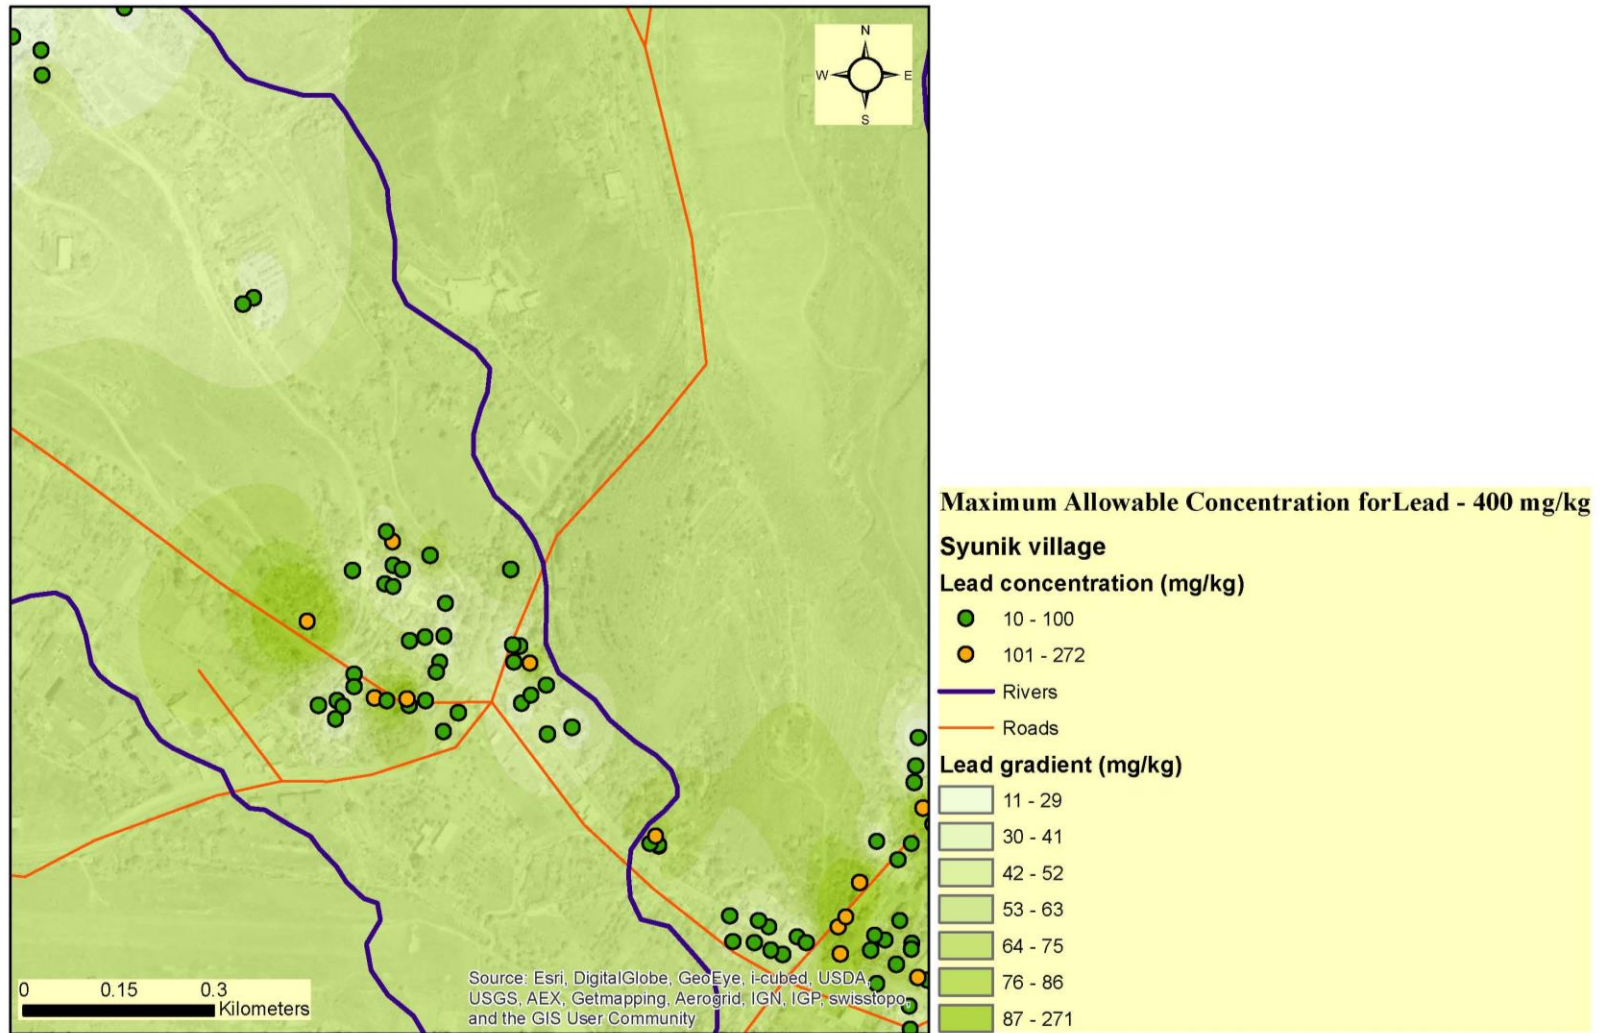 N
W E
S
Maximum Allowable Concentration forLead - 400 mg/kg
Syunik village
Lead concentration (mg/kg)
10 - 100
101 - 272
Rivers
Roads
Lead gradient (mg/kg)
11 - 29
30 - 41
42 - 52
53 - 63
64 - 75
76 - 86
87 - 271
0 0.15 0.3
Kilometers
Source: Esri, DigitalGlobe, GeoEye, i-cubed, USDA,
USGS, AEX, Getmapping, Aerogrid, IGN, IGP, swisstopo,
and the GIS User Community